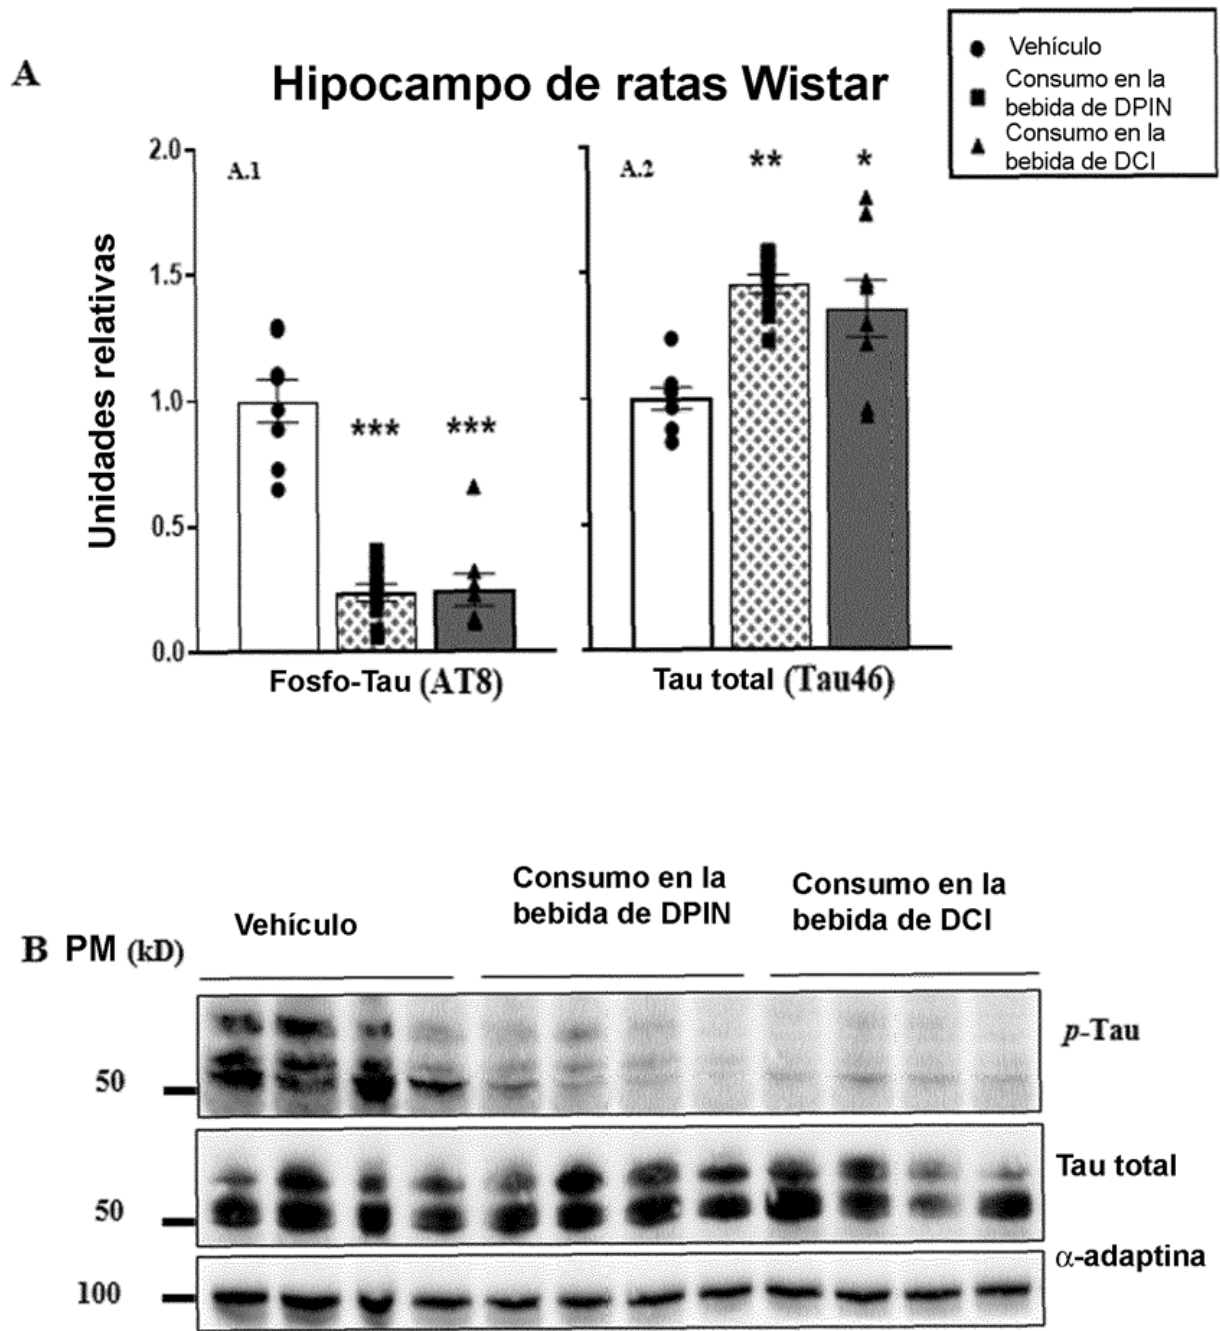 A
Hipocampo de ratas Wistar
Vehículo
Consumo en la
bebida de DPIN
Consumo en la
bebida de DCI
Unidades relativas
2.0
1.5
1.0
0.5
0.0
A.1
***
***
Fosfo-Tau (AT8)
A.2
**
*
Tau total (Tau46)
B PM (kD)
Vehículo
Consumo en la
bebida de DPIN
Consumo en la
bebida de DCI
50
p-Tau
50
Tau total
100
α-adaptina